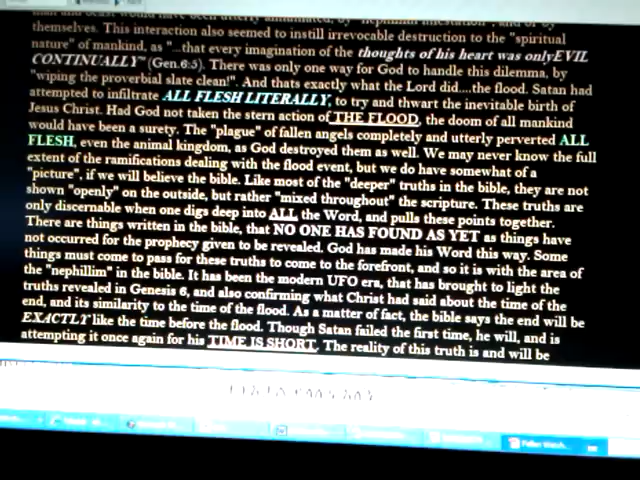 man and beast would have been utterly annihilated, by "nephilim infestation", and or by
themselves. This interaction also seemed to instill irrevocable destruction to the "spiritual
nature" of mankind, as "...that every imagination of the thoughts of his heart was onlyEVIL
CONTINUALLY" (Gen.6:5). There was only one way for God to handle this dilemma, by
"wiping the proverbial slate clean!". And thats exactly what the Lord did....the flood. Satan had
attempted to infiltrate ALL FLESH LITERALLY, to try and thwart the inevitable birth of
Jesus Christ. Had God not taken the stern action of THE FLOOD, the doom of all mankind
would have been a surety. The "plague" of fallen angels completely and utterly perverted ALL
FLESH, even the animal kingdom, as God destroyed them as well. We may never know the full
extent of the ramifications dealing with the flood event, but we do have somewhat of a
"picture", if we will believe the bible. Like most of the "deeper" truths in the bible, they are not
shown "openly" on the outside, but rather "mixed throughout" the scripture. These truths are
only discernable when one digs deep into ALL the Word, and pulls these points together.
There are things written in the bible, that NO ONE HAS FOUND AS YET as things have
not occurred for the prophecy given to be revealed. God has made his Word this way. Some
things must come to pass for these truths to come to the forefront, and so it is with the area of
the "nephillim" in the bible. It has been the modern UFO era, that has brought to light the
truths revealed in Genesis 6, and also confirming what Christ had said about the time of the
end, and its similarity to the time of the flood. As a matter of fact, the bible says the end will be
EXACTLY like the time before the flood. Though Satan failed the first time, he will, and is
attempting it once again for his TIME IS SHORT. The reality of this truth is and will be